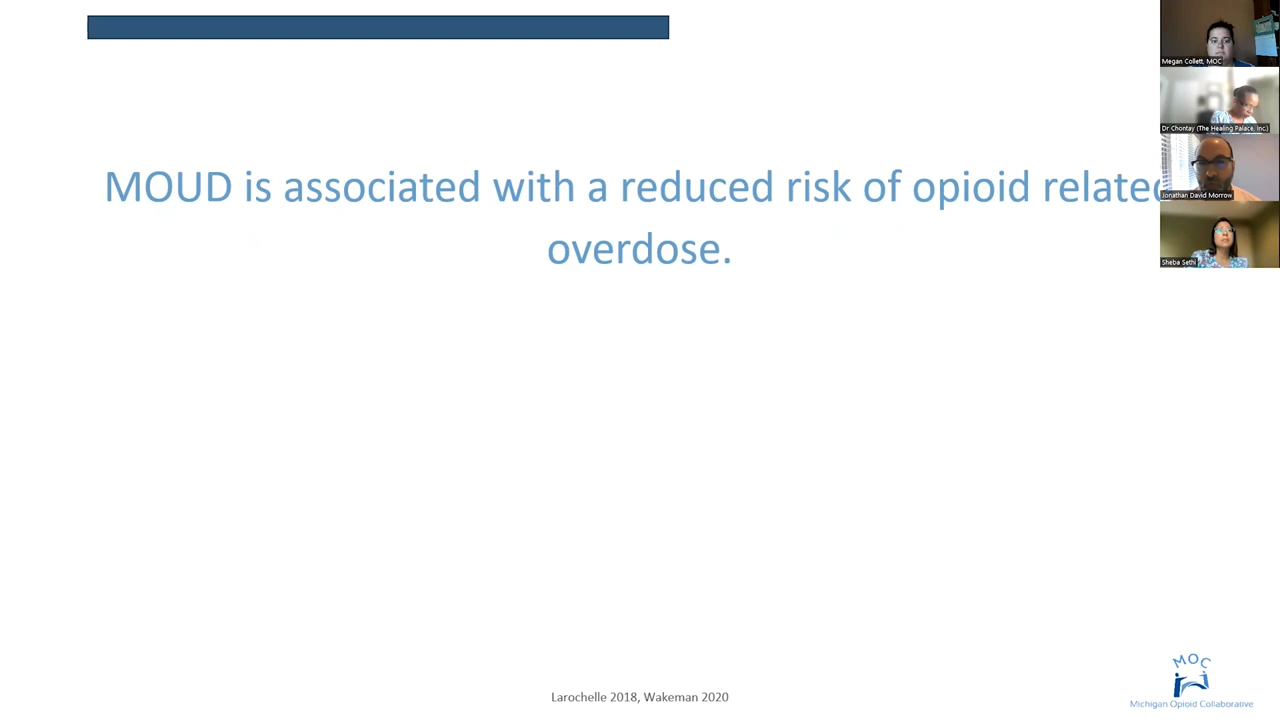 MOUD is associated with a reduced risk of opioid related
overdose.
Megan Collett, MOC
Dr Chontay (The Healing Palace, Inc.)
Jonathan David Morrow
Sheba Sethi
Larochelle 2018, Wakeman 2020
MOC
Michigan Opioid Collaborative